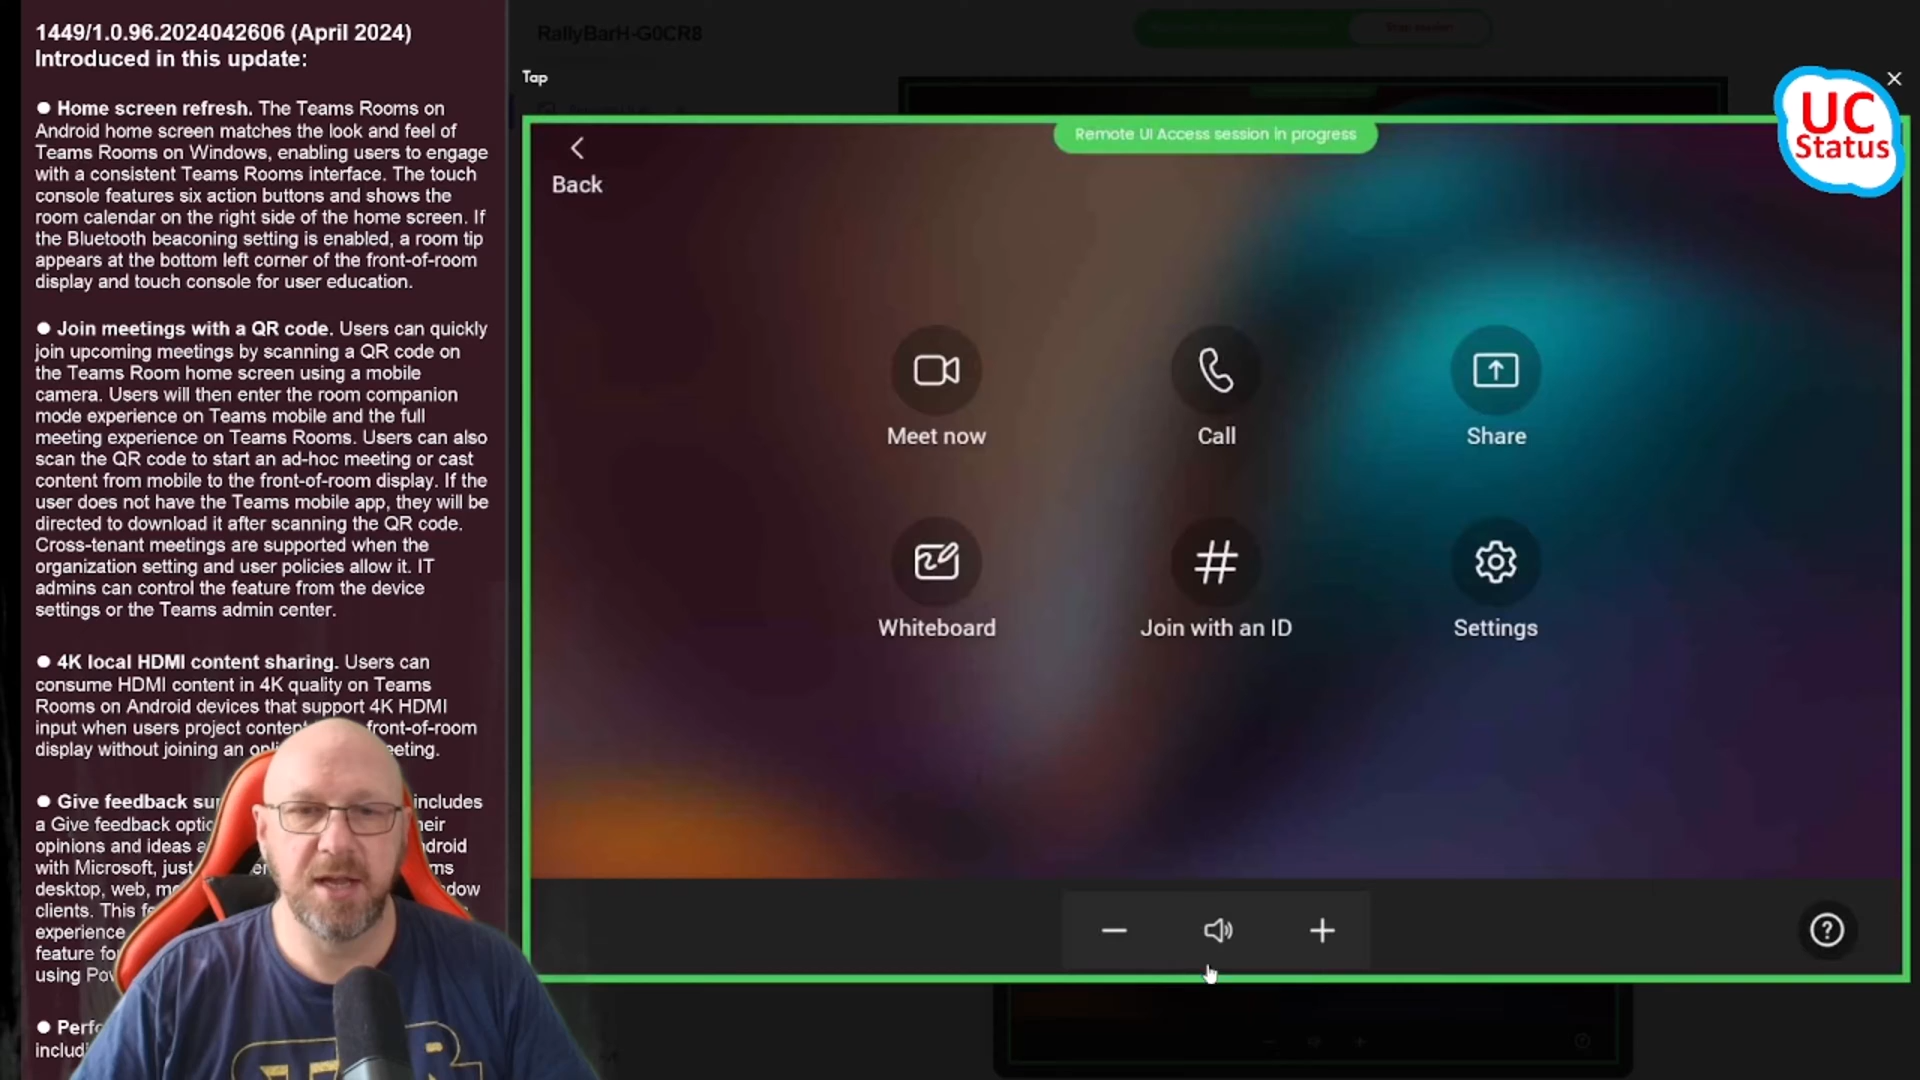 1449/1.0.96.2024042606 (April 2024)
Introduced in this update:
● Home screen refresh. The Teams Rooms on
Android home screen matches the look and feel of
Teams Rooms on Windows, enabling users to engage
with a consistent Teams Rooms interface. The touch
console features six action buttons and shows the
room calendar on the right side of the home screen. If
the Bluetooth beaconing setting is enabled, a room tip
appears at the bottom left corner of the front-of-room
display and touch console for user education.
● Join meetings with a QR code. Users can quickly
join upcoming meetings by scanning a QR code on
the Teams Room home screen using a mobile
camera. Users will then enter the room companion
mode experience on Teams mobile and the full
meeting experience on Teams Rooms. Users can also
scan the QR code to start an ad-hoc meeting or cast
content from mobile to the front-of-room display. If the
user does not have the Teams mobile app, they will be
directed to download it after scanning the QR code.
Cross-tenant meetings are supported when the
organization setting and user policies allow it. IT
admins can control the feature from the device
settings or the Teams admin center.
● 4K local HDMI content sharing. Users can
consume HDMI content in 4K quality on Teams
Rooms on Android devices that support 4K HDMI
input when users project content front-of-room
display without joining an eeting.
● Give feedback includes
a Give feedback
opinions and ideas
with Microsoft, just
desktop, web,
clients. This
experience
feature
using
RallyBarH-G0CR8
Stop session
Tap
UC
Status
Remote UI Access session in progress
Back
Meet now
Call
Share
Whiteboard
Join with an ID
Settings